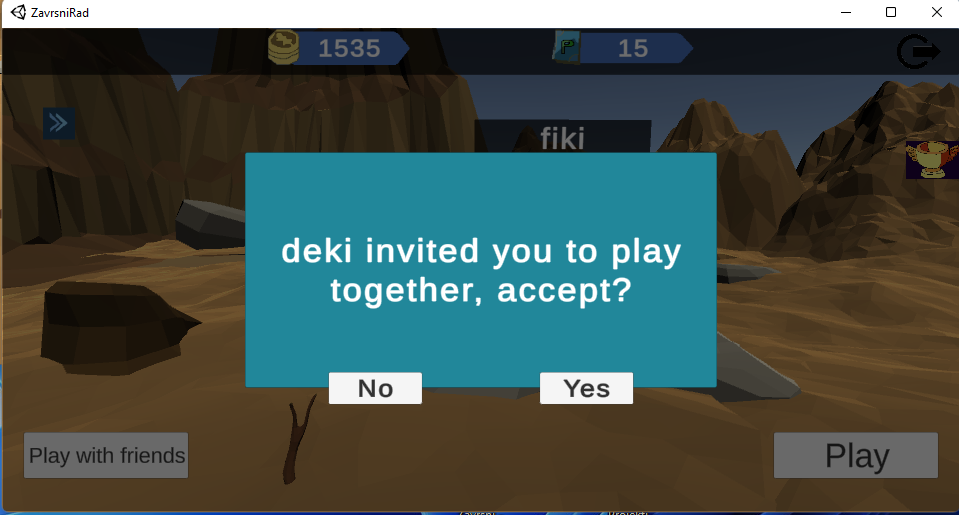 ZavrsniRad
1535
15
fiki
deki invited you to play
together, accept?
No
Yes
Play with friends
Play